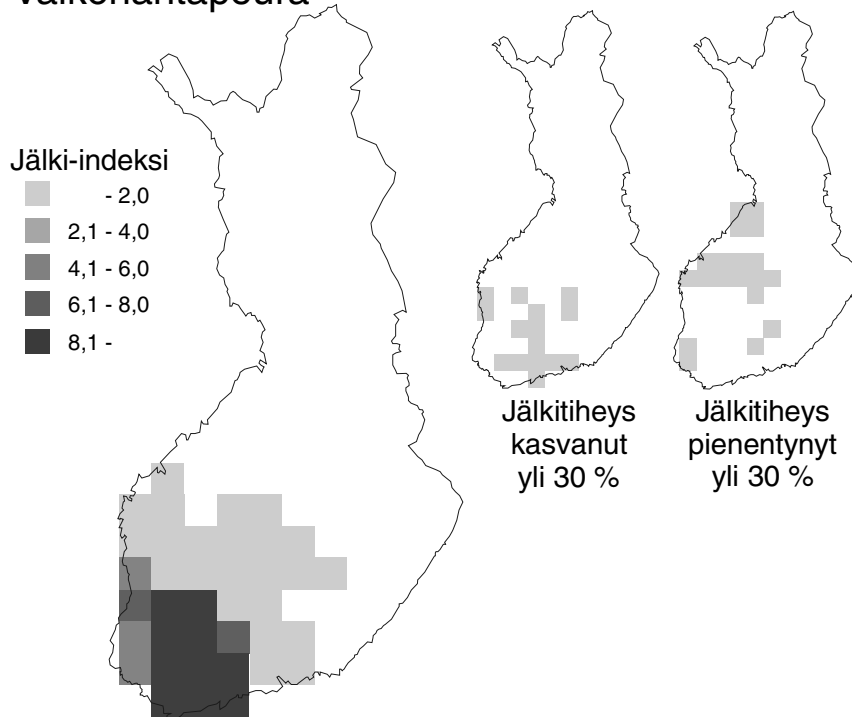 Valkohäntäpeura
Jälki-indeksi
- 2,0
2,1 - 4,0
4,1 - 6,0
6,1 - 8,0
8,1 -
Jälkitiheys
kasvanut
yli 30 %
Jälkitiheys
pienentynyt
yli 30 %